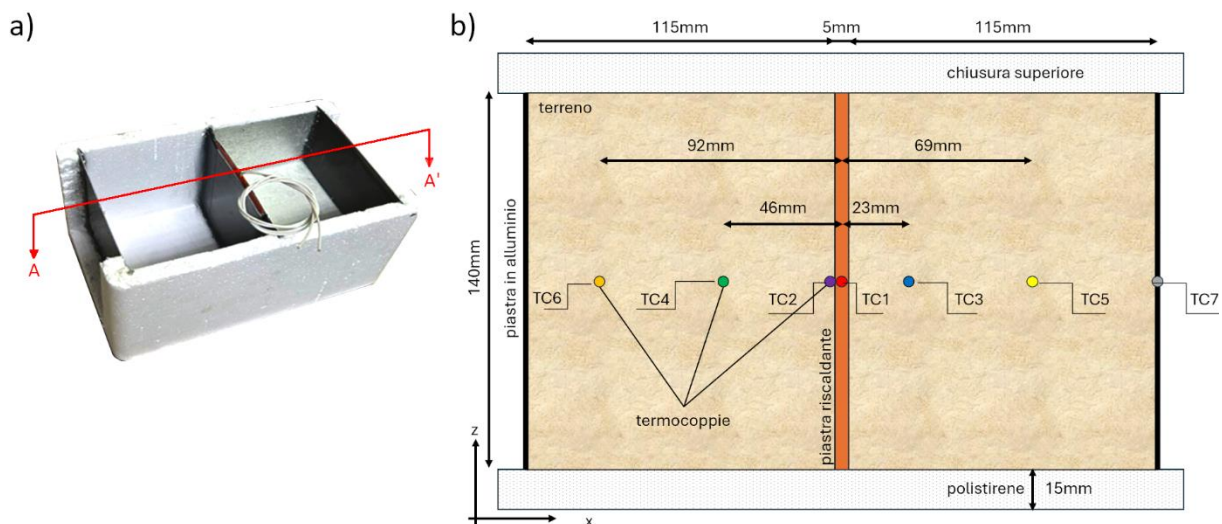 a)
A
A'
b)
115mm
5mm
115mm
chiusura superiore
terreno
92mm
69mm
46mm
23mm
140mm
piastra in alluminio
TC6
TC4
TC2
TC1
TC3
TC5
TC7
piastra riscaldante
termocoppie
z
polistirene
15mm
x